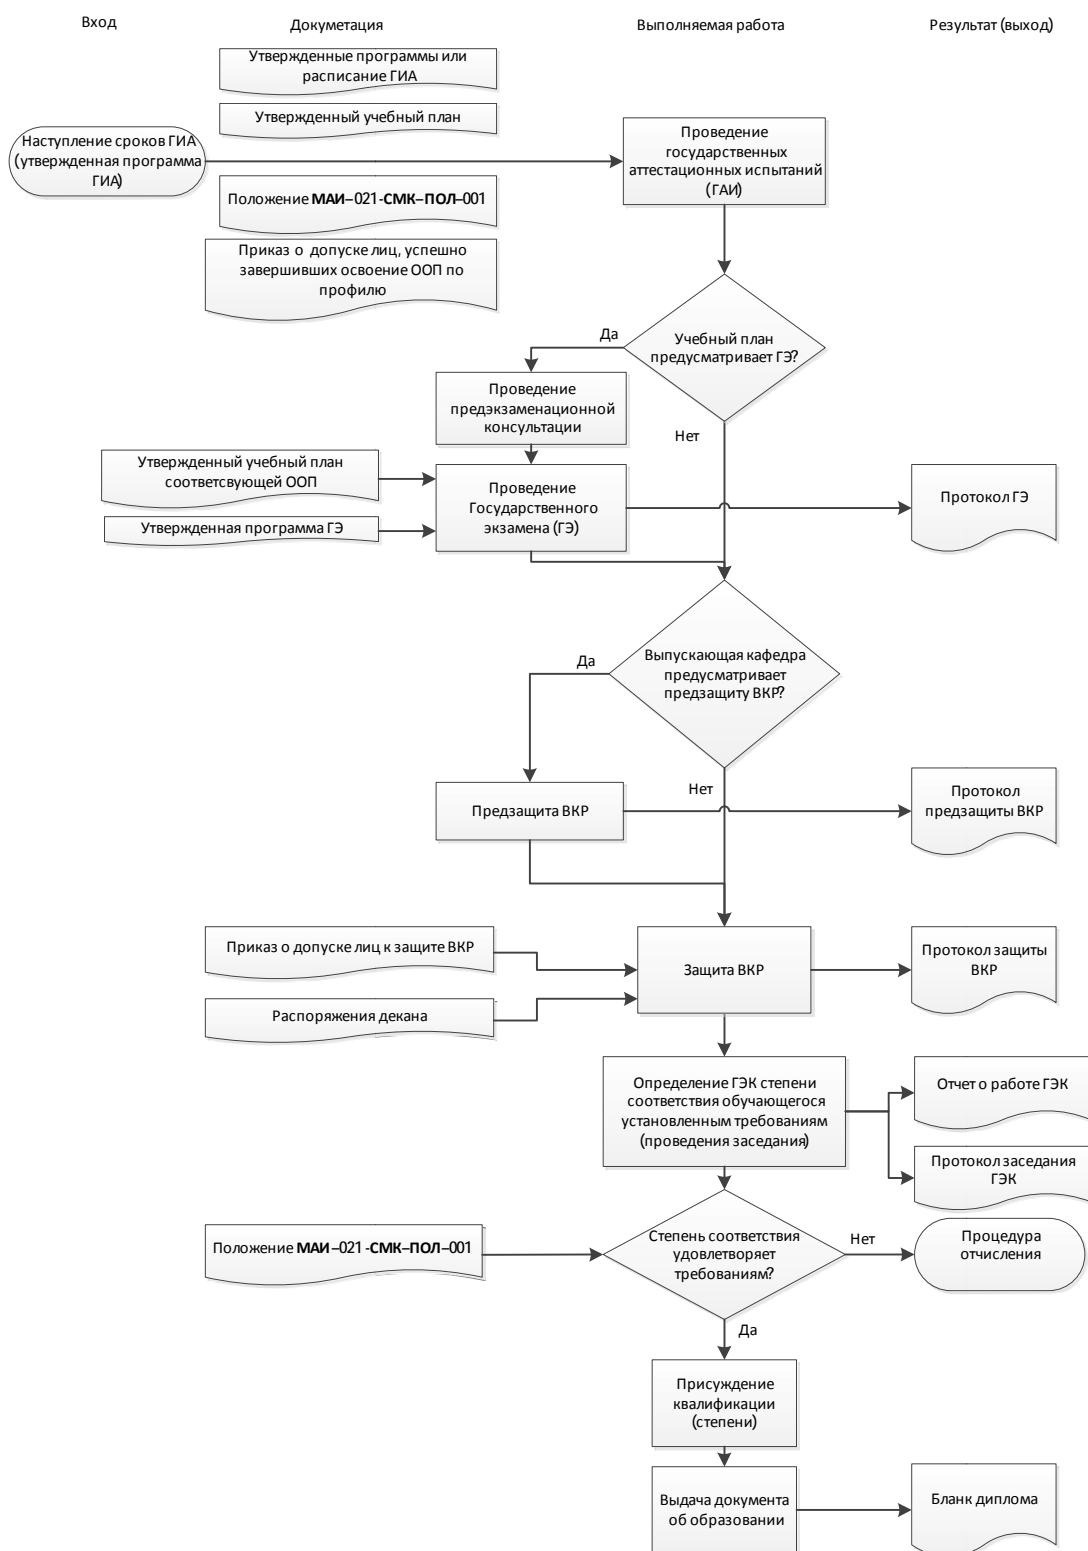 Вход
Докуметация
Выполняемая работа
Результат (выход)
Утвержденные программы или
расписание ГИА
Утвержденный учебный план
Наступление сроков ГИА
(утвержденная программа
ГИА)
Проведение
государственных
аттестационных испытаний
(ГАИ)
Положение МАИ–021-СМК–ПОЛ–001
Приказ о допуске лиц, успешно
завершивших освоение ООП по
профилю
Да
Учебный план
предусматривает ГЭ?
Проведение
предэкзаменационной
консультации
Нет
Утвержденный учебный план
соответсвующей ООП
Утвержденная программа ГЭ
Проведение
Государственного
экзамена (ГЭ)
Протокол ГЭ
Да
Выпускающая кафедра
предусматривает
предзащиту ВКР?
Нет
Предзащита ВКР
Протокол
предзащиты ВКР
Приказ о допуске лиц к защите ВКР
Распоряжения декана
Защита ВКР
Протокол защиты
ВКР
Определение ГЭК степени
соответствия обучающегося
установленным требованиям
(проведения заседания)
Отчет о работе ГЭК
Протокол заседания
ГЭК
Положение МАИ–021-СМК–ПОЛ–001
Степень соответствия
удовлетворяет
требованиям?
Нет
Процедура
отчисления
Да
Присуждение
квалификации
(степени)
Выдача документа
об образовании
Бланк диплома